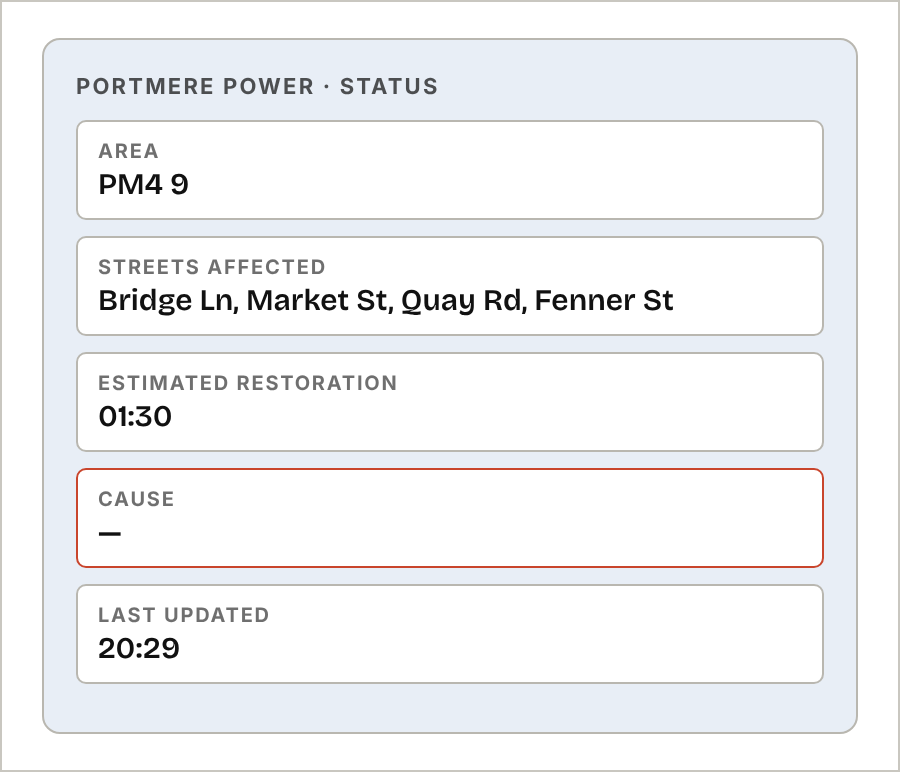 PORTMERE POWER · STATUS
AREA
PM4 9
STREETS AFFECTED
Bridge Ln, Market St, Quay Rd, Fenner St
ESTIMATED RESTORATION
01:30
CAUSE
—
LAST UPDATED
20:29